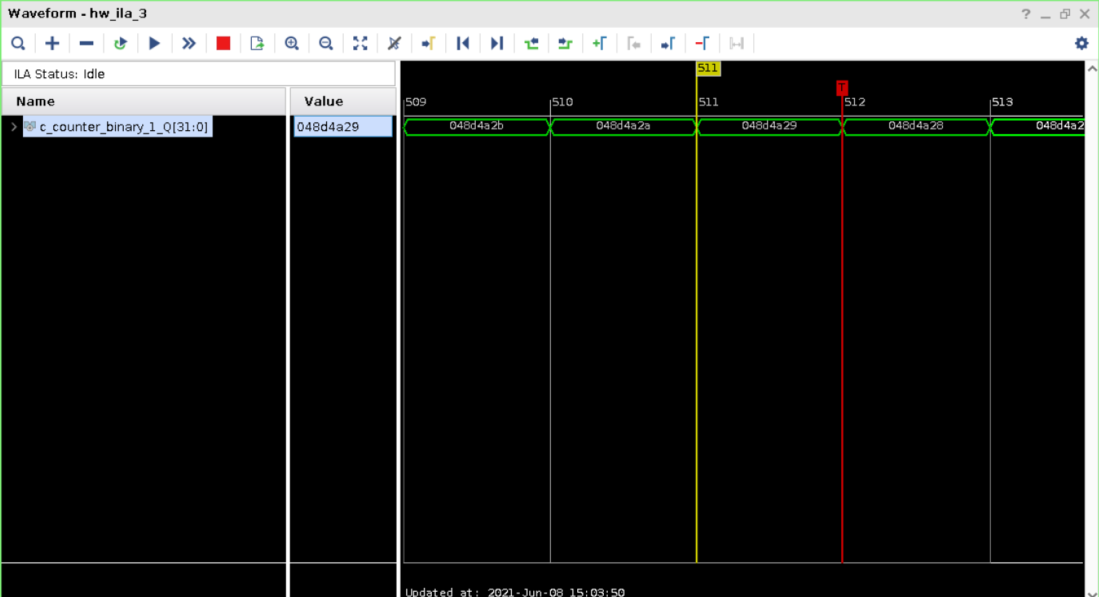 Waveform - hw_ila_3
ILA Status: Idle
Name
Value
c_counter_binary_1_Q[31:0]
048d4a29
511
T
509 510 511 512 513
048d4a2b 048d4a2a 048d4a29 048d4a28 048d4a2
Updated at: 2021-Jun-08 15:03:50